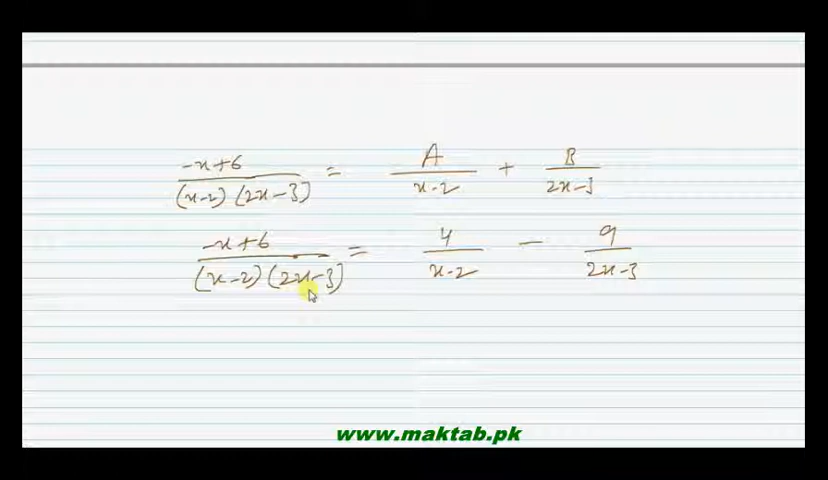 -x+6/(x-2)(2x-3) = A/x-2 + B/2x-3
-x+6/(x-2)(2x-3) = 4/x-2 - 9/2x-3
www.maktab.pk